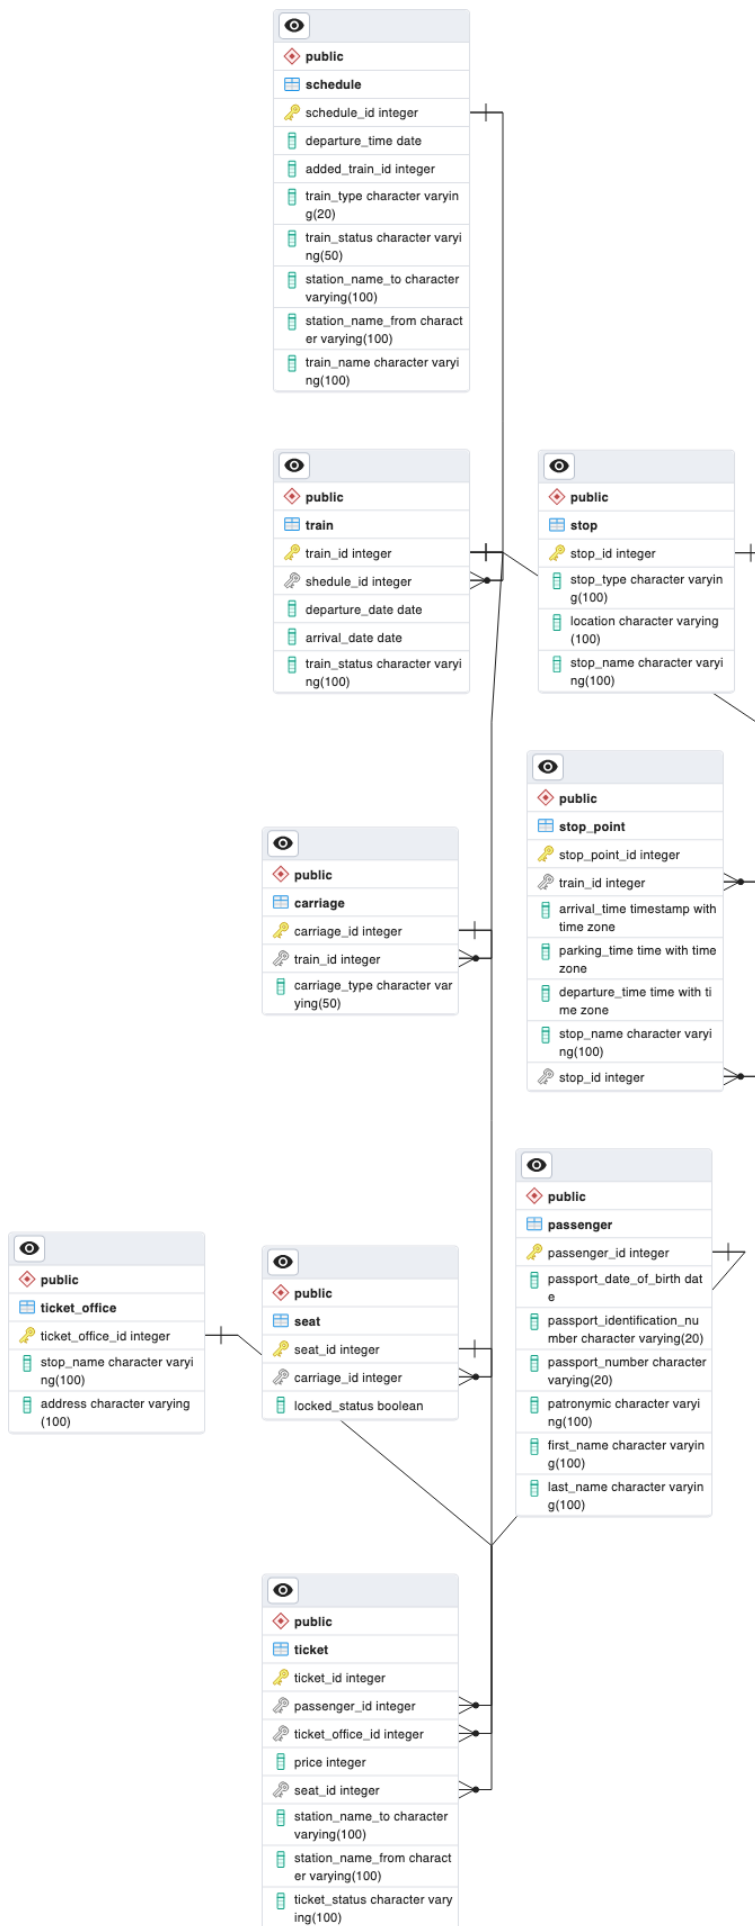 public
schedule
schedule_id integer
departure_time date
added_train_id integer
train_type character varyin
g(20)
train_status character varyi
ng(50)
station_name_to character
varying(100)
station_name_from charact
er varying(100)
train_name character varyi
ng(100)
public
train
train_id integer
shedule_id integer
departure_date date
arrival_date date
train_status character varyi
ng(100)
public
stop
stop_id integer
stop_type character varyin
g(100)
location character varying
(100)
stop_name character varyi
ng(100)
public
stop_point
stop_point_id integer
train_id integer
arrival_time timestamp with
time zone
parking_time time with time
zone
departure_time time with ti
me zone
stop_name character varyi
ng(100)
stop_id integer
public
carriage
carriage_id integer
train_id integer
carriage_type character var
ying(50)
public
passenger
passenger_id integer
passport_date_of_birth dat
e
passport_identification_nu
mber character varying(20)
passport_number character
varying(20)
patronymic character varyi
ng(100)
first_name character varyin
g(100)
last_name character varyin
g(100)
public
ticket_office
ticket_office_id integer
stop_name character varyi
ng(100)
address character varying
(100)
public
seat
seat_id integer
carriage_id integer
locked_status boolean
public
ticket
ticket_id integer
passenger_id integer
ticket_office_id integer
price integer
seat_id integer
station_name_to character
varying(100)
station_name_from charact
er varying(100)
ticket_status character vary
ing(100)